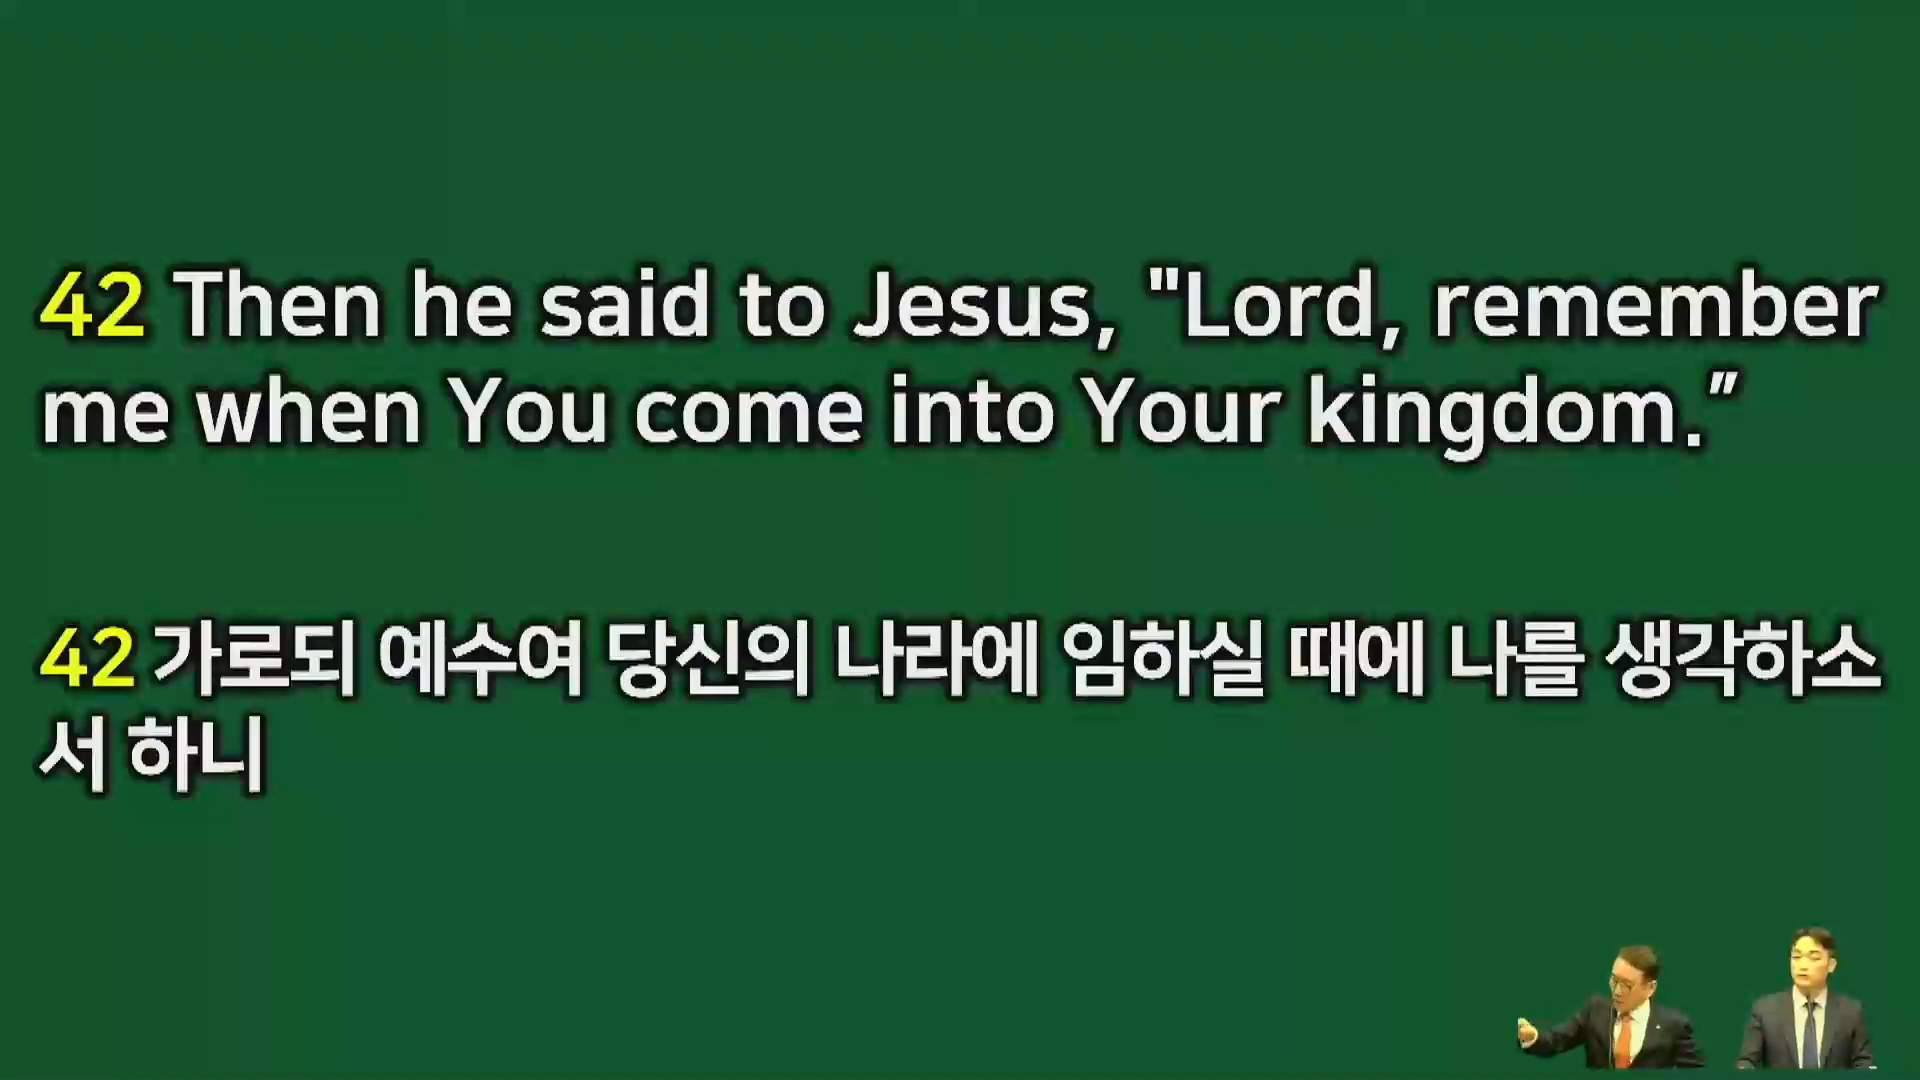 42 Then he said to Jesus, "Lord, remember
me when You come into Your kingdom.”
42 가로되 예수여 당신의 나라에 임하실 때에 나를 생각하소
서 하니